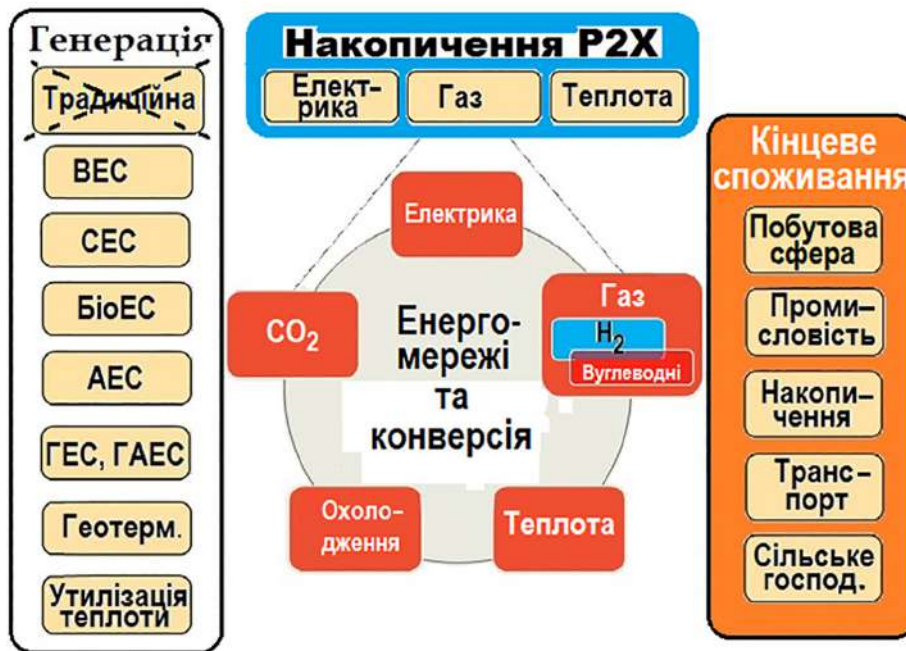 Генерація
Традиційна
ВЕС
СЕС
БіоЕС
АЕС
ГЕС, ГАЕС
Геотерм.
Утилізація
теплоти
Накопичення P2X
Елект-
рика
Газ
Теплота
Електрика
CO₂
Газ
H₂
Вуглеводні
Енерго-
мережі
та
конверсія
Охоло-
дження
Теплота
Кінцеве
споживання
Побутова
сфера
Проми-
словість
Накопи-
чення
Транс-
порт
Сільське
господ.